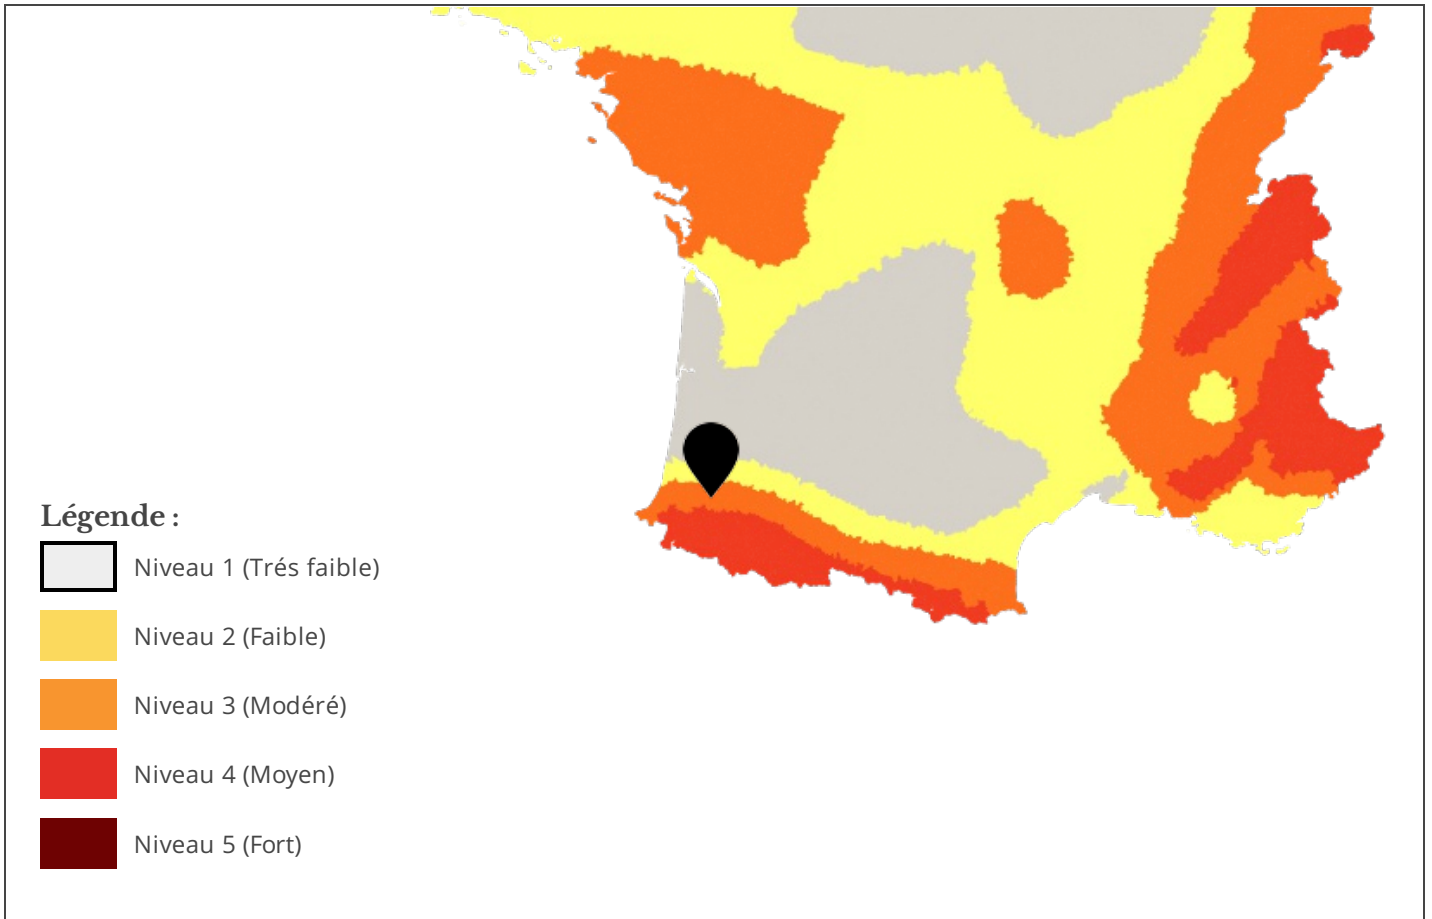 Légende :
Niveau 1 (Trés faible)
Niveau 2 (Faible)
Niveau 3 (Modéré)
Niveau 4 (Moyen)
Niveau 5 (Fort)